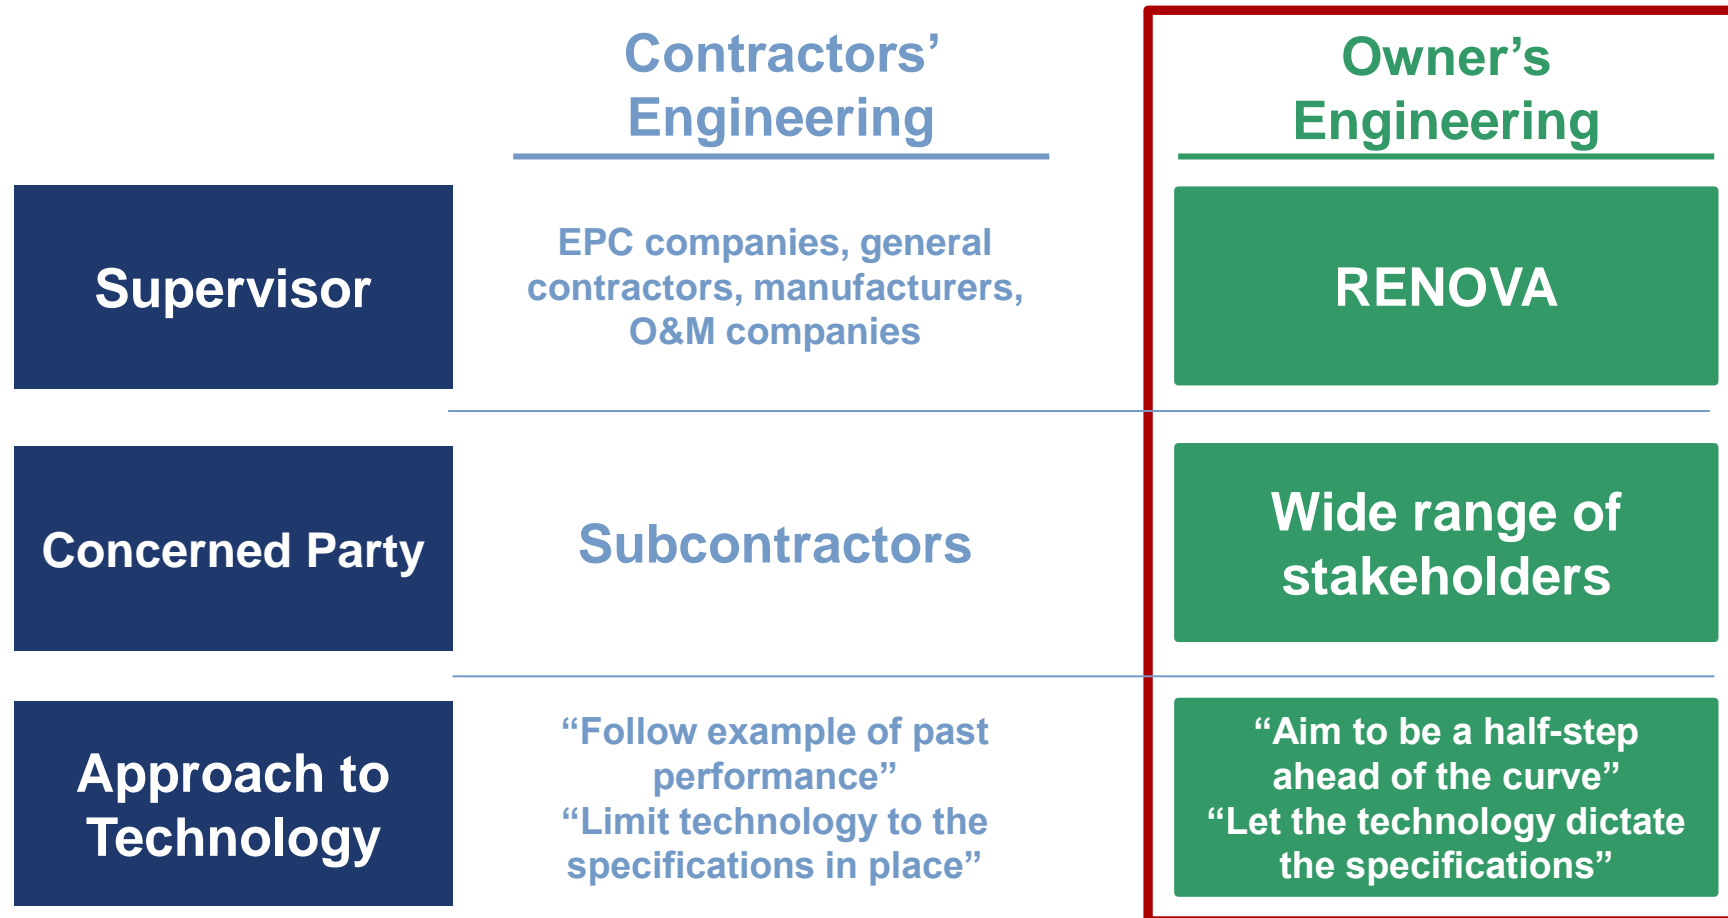 Contractors’
Engineering
Owner’s
Engineering
Supervisor
EPC companies, general
contractors, manufacturers,
O&M companies
RENOVA
Concerned Party
Subcontractors
Wide range of
stakeholders
Approach to
Technology
“Follow example of past
performance”
“Limit technology to the
specifications in place”
“Aim to be a half-step
ahead of the curve”
“Let the technology dictate
the specifications”